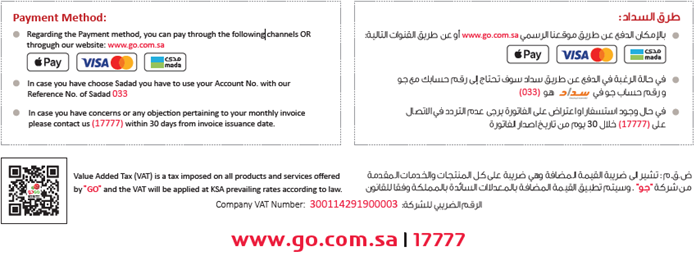 Payment Method:
Regarding the Payment method, you can pay through the following channels OR
throgugh our website: www.go.com.sa
Pay VISA مدى mada
In case you have choose Sadad you have to use your Account No. with our
Reference No. of Sadad 033
In case you have concerns or any objection pertaining to your monthly invoice
please contact us (17777) within 30 days from invoice issuance date.
طرق السداد:
بالإمكان الدفع عن طريق موقعنا الرسمي www.go.com.sa أو عن طريق القنوات التالية:
Pay VISA مدى mada
في حالة الرغبة في الدفع عن طريق سداد سوف تحتاج إلى رقم حسابك مع جو
و رقم حساب جو في سداد هو (033)
في حال وجود استفسار او اعتراض على الفاتورة يرجى عدم التردد في الاتصال
على (17777) خلال 30 يوم من تاريخ اصدار الفاتورة
Value Added Tax (VAT) is a tax imposed on all products and services offered
by "GO" and the VAT will be applied at KSA prevailing rates according to law.
ض.ق.م : تشير الى ضريبة القيمة المضافة وهي ضريبة على كل المنتجات والخدمات المقدمة
من شركة "جو" . وسيتم تطبيق القيمة المضافة بالمعدلات السائدة بالمملكة وفقا للقانون
Company VAT Number: 300114291900003 الرقم الضريبي للشركة:
www.go.com.sa | 17777